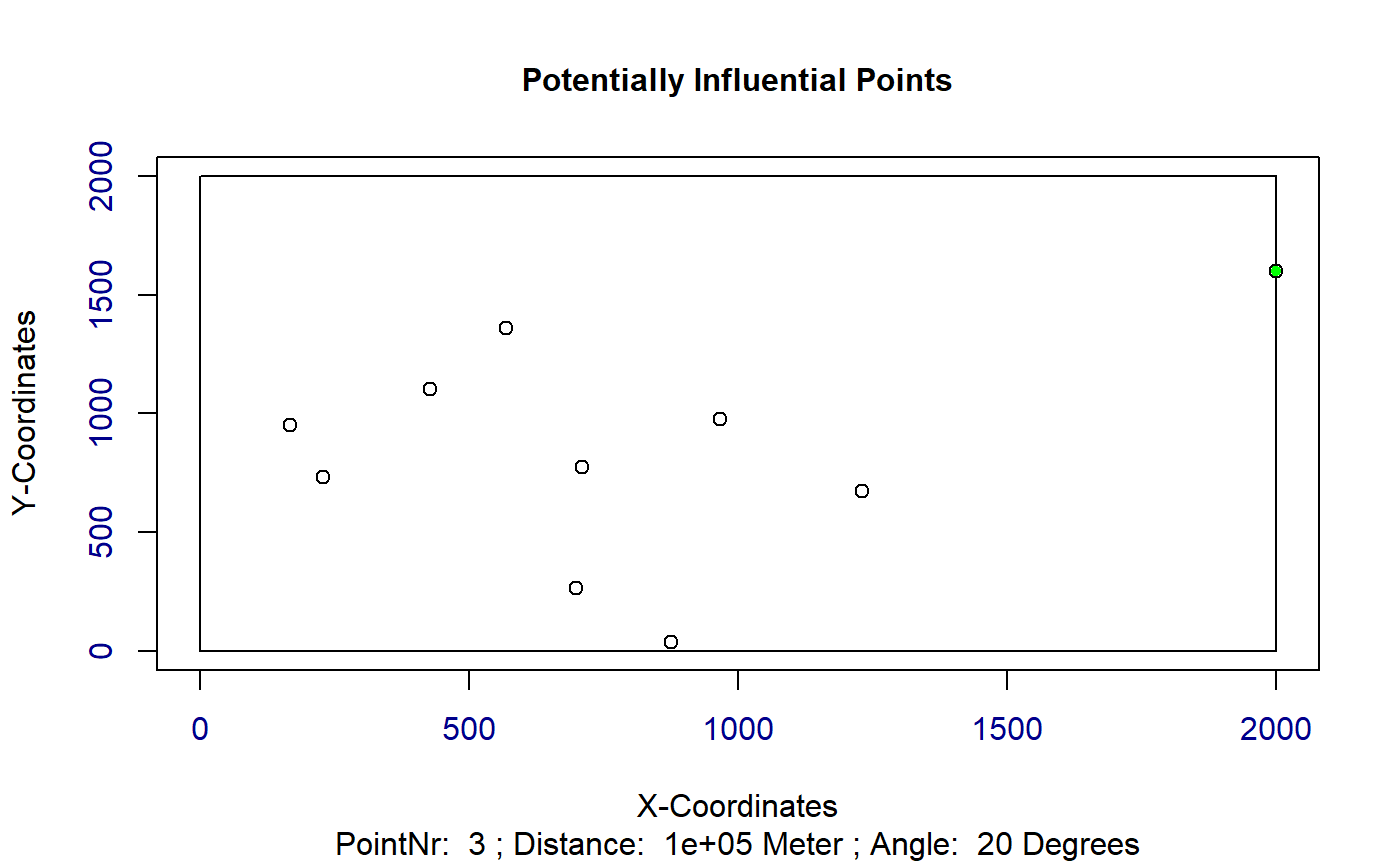 Potentially Influential Points
2000
1500
1000
500
0
Y-Coordinates
0 500 1000 1500 2000
X-Coordinates
PointNr:  3 ; Distance:  1e+05 Meter ; Angle:  20 Degrees